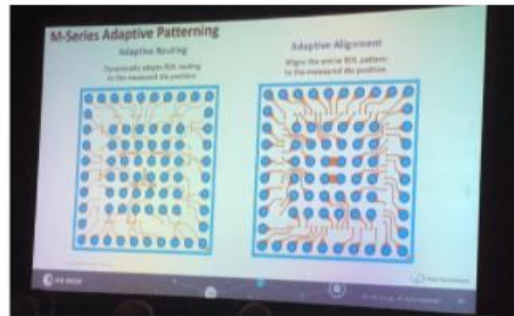 M-Series Adaptive Patterning
Adaptive Routing
Dynamically adapts RDL routing
to the measured die position
Adaptive Alignment
Aligns the entire RDL pattern
to the measured die position